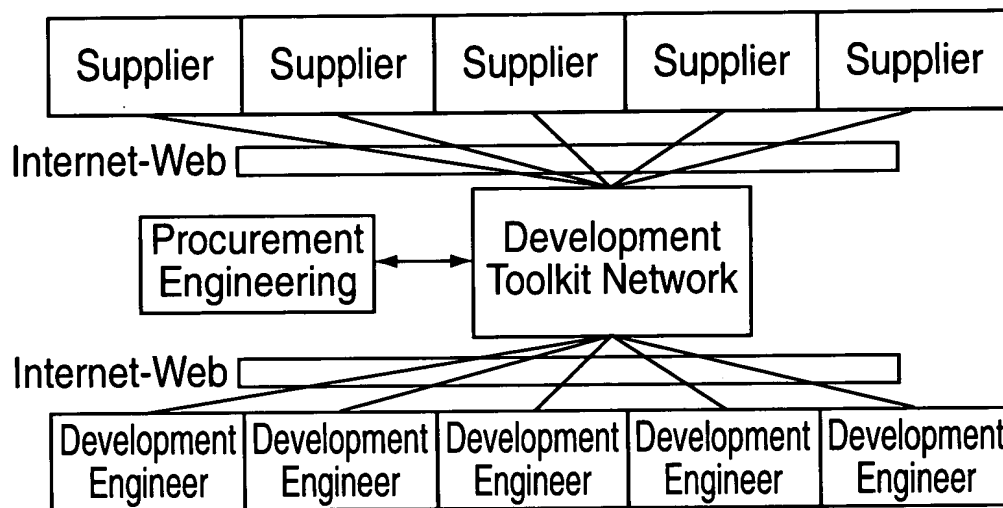 Supplier Supplier Supplier Supplier Supplier
Internet-Web
Procurement
Engineering
Development
Toolkit Network
Internet-Web
Development
Engineer
Development
Engineer
Development
Engineer
Development
Engineer
Development
Engineer